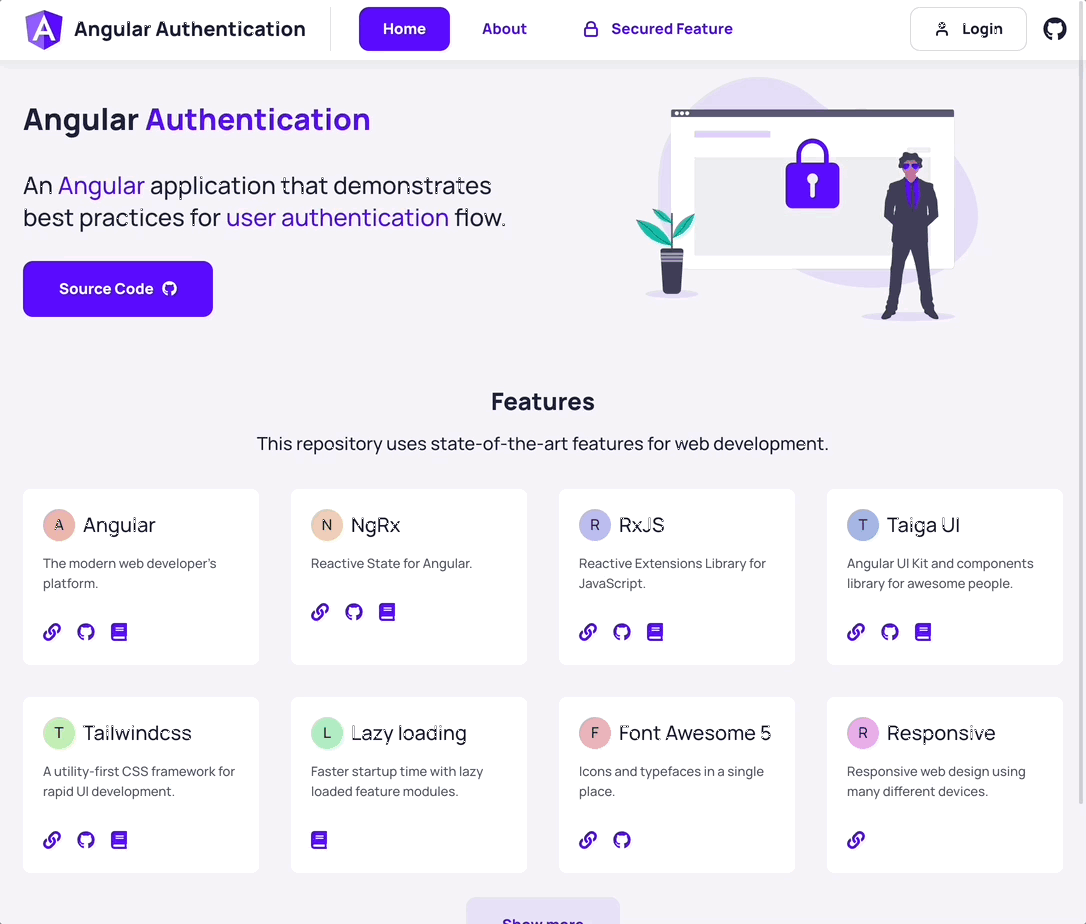 Angular Authentication
Home
About
Secured Feature
Login
Angular Authentication
An Angular application that demonstrates
best practices for user authentication flow.
Source Code
Features
This repository uses state-of-the-art features for web development.
A Angular
The modern web developer's
platform.
N NgRx
Reactive State for Angular.
R RxJS
Reactive Extensions Library for
JavaScript.
T Taiga UI
Angular UI Kit and components
library for awesome people.
T Tailwindcss
A utility-first CSS framework for
rapid UI development.
L Lazy loading
Faster startup time with lazy
loaded feature modules.
F Font Awesome 5
Icons and typefaces in a single
place.
R Responsive
Responsive web design using
many different devices.
Show more